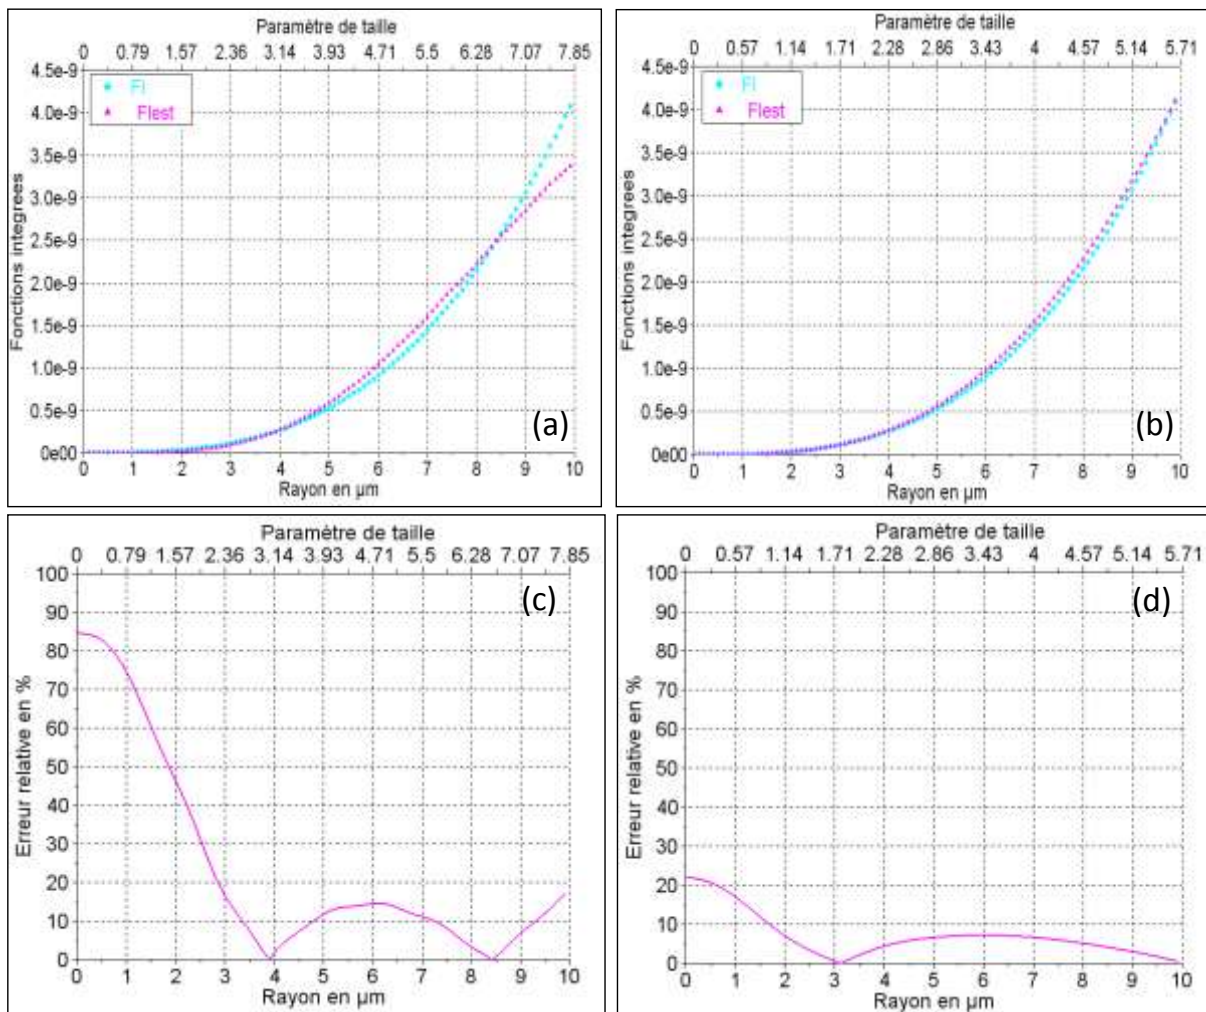 Paramètre de taille
0 0.79 1.57 2.36 3.14 3.93 4.71 5.5 6.28 7.07 7.85
4.5e-9
4.0e-9
3.5e-9
3.0e-9
2.5e-9
2.0e-9
1.5e-9
1.0e-9
0.5e-9
0e00
Fonctions integrees
FI
FIest
(a)
0 1 2 3 4 5 6 7 8 9 10
Rayon en µm
Paramètre de taille
0 0.57 1.14 1.71 2.28 2.86 3.43 4 4.57 5.14 5.71
4.5e-9
4.0e-9
3.5e-9
3.0e-9
2.5e-9
2.0e-9
1.5e-9
1.0e-9
0.5e-9
0e00
Fonctions integrees
FI
FIest
(b)
0 1 2 3 4 5 6 7 8 9 10
Rayon en µm
Paramètre de taille
0 0.79 1.57 2.36 3.14 3.93 4.71 5.5 6.28 7.07 7.85
100
90
80
70
60
50
40
30
20
10
0
Erreur relative en %
(c)
0 1 2 3 4 5 6 7 8 9 10
Rayon en µm
Paramètre de taille
0 0.57 1.14 1.71 2.28 2.86 3.43 4 4.57 5.14 5.71
100
90
80
70
60
50
40
30
20
10
0
Erreur relative en %
(d)
0 1 2 3 4 5 6 7 8 9 10
Rayon en µm